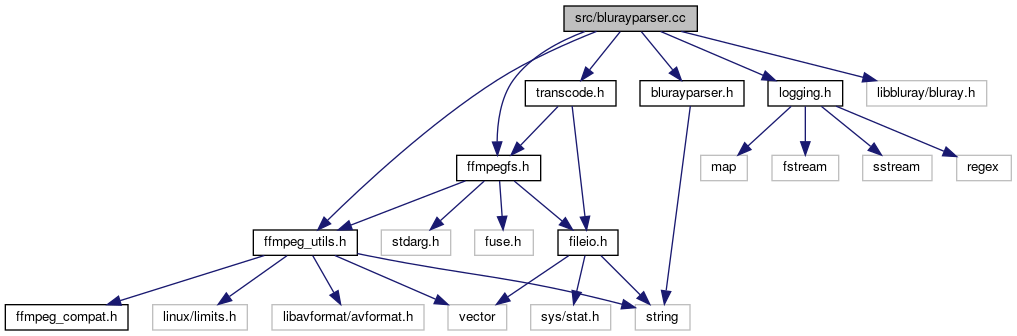 src/blurayparser.cc
transcode.h
blurayparser.h
logging.h
libbluray/bluray.h
ffmpegfs.h
map
fstream
sstream
regex
ffmpeg_utils.h
stdarg.h
fuse.h
fileio.h
ffmpeg_compat.h
linux/limits.h
libavformat/avformat.h
vector
sys/stat.h
string